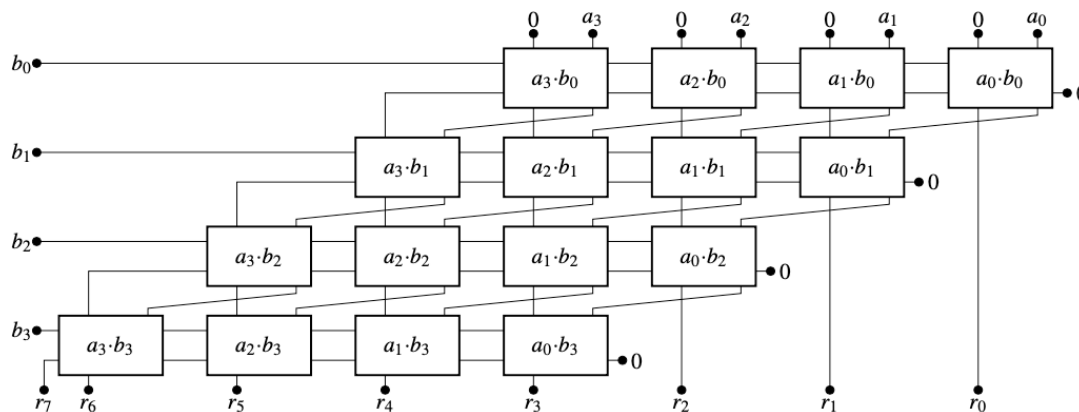 0 a₃ 0 a₂ 0 a₁ 0 a₀
b₀ a₃·b₀ a₂·b₀ a₁·b₀ a₀·b₀ 0
b₁ a₃·b₁ a₂·b₁ a₁·b₁ a₀·b₁ 0
b₂ a₃·b₂ a₂·b₂ a₁·b₂ a₀·b₂ 0
b₃ a₃·b₃ a₂·b₃ a₁·b₃ a₀·b₃ 0
r₇ r₆ r₅ r₄ r₃ r₂ r₁ r₀